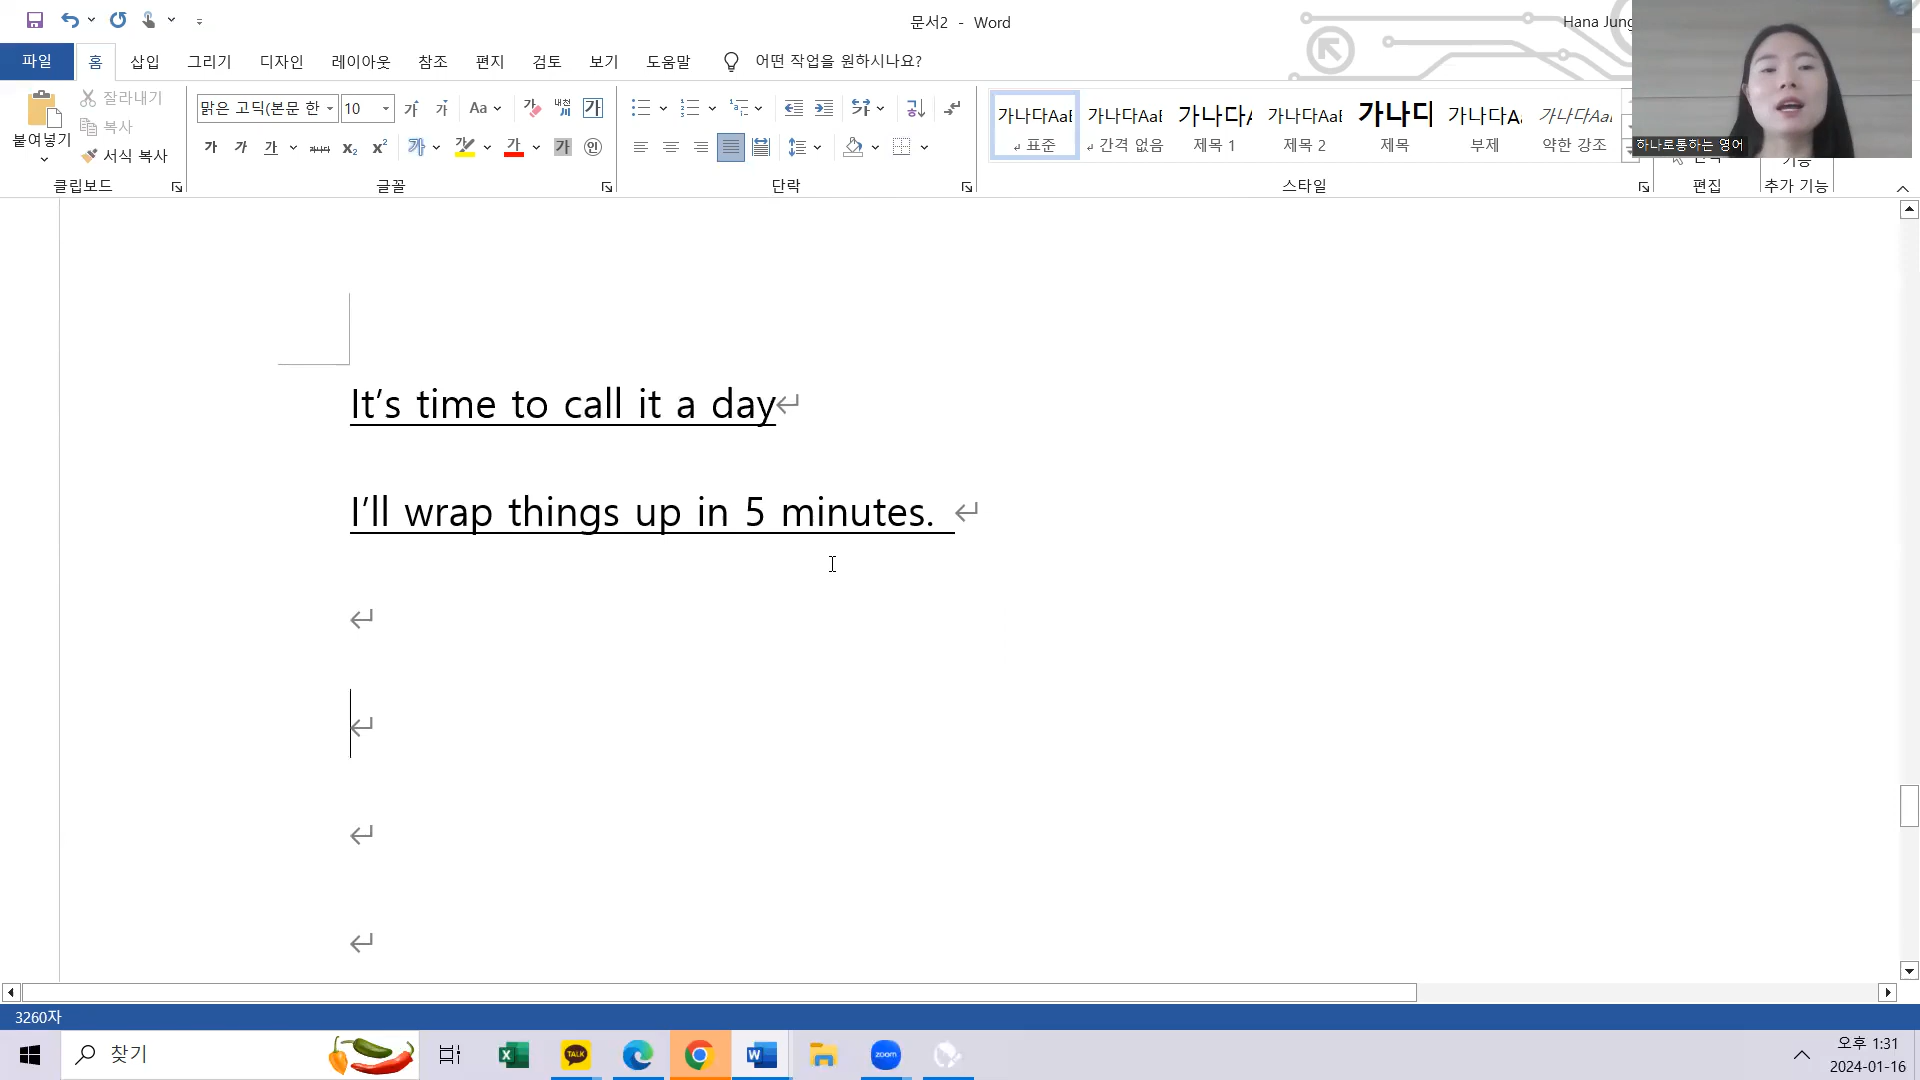 문서2 - Word
Hana Jung
파일 홈 삽입 그리기 디자인 레이아웃 참조 편지 검토 보기 도움말 어떤 작업을 원하시나요?
붙여넣기
잘라내기
복사
서식 복사
클립보드
맑은 고딕(본문 한 10
글꼴
단락
가나다AaB 표준
가나다AaB 간격 없음
가나다A 제목 1
가나다AaB 제목 2
가나다 제목
가나다A 부제
가나다Aa 약한 강조
스타일
편집
기능
추가 기능
하나로통하는 영어
It's time to call it a day
I'll wrap things up in 5 minutes.
3260자
찾기
TALK
zoom
오후 1:31
2024-01-16